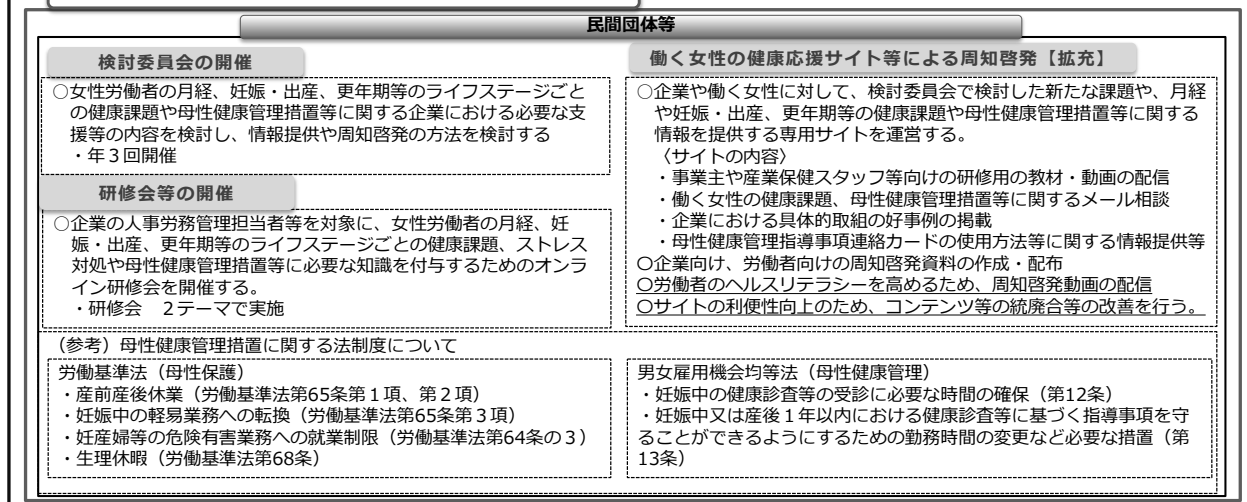 民間団体等
検討委員会の開催
○女性労働者の月経、妊娠・出産、更年期等のライフステージごと
の健康課題や母性健康管理措置等に関する企業における必要な支
援等の内容を検討し、情報提供や周知啓発の方法を検討する
・年３回開催
研修会等の開催
○企業の人事労務管理担当者等を対象に、女性労働者の月経、妊
娠・出産、更年期等のライフステージごとの健康課題、ストレス
対処や母性健康管理措置等に必要な知識を付与するためのオンラ
イン研修会を開催する。
・研修会　２テーマで実施
働く女性の健康応援サイト等による周知啓発【拡充】
○企業や働く女性に対して、検討委員会で検討した新たな課題や、月経
や妊娠・出産、更年期等の健康課題や母性健康管理措置等に関する
情報を提供する専用サイトを運営する。
〈サイトの内容〉
・事業主や産業保健スタッフ等向けの研修用の教材・動画の配信
・働く女性の健康課題、母性健康管理措置等に関するメール相談
・企業における具体的取組の好事例の掲載
・母性健康管理指導事項連絡カードの使用方法等に関する情報提供等
○企業向け、労働者向けの周知啓発資料の作成・配布
○労働者のヘルスリテラシーを高めるため、周知啓発動画の配信
○サイトの利便性向上のため、コンテンツ等の統廃合等の改善を行う。
（参考）母性健康管理措置に関する法制度について
労働基準法（母性保護）
・産前産後休業（労働基準法第65条第１項、第２項）
・妊娠中の軽易業務への転換（労働基準法第65条第３項）
・妊産婦等の危険有害業務への就業制限（労働基準法第64条の３）
・生理休暇（労働基準法第68条）
男女雇用機会均等法（母性健康管理）
・妊娠中の健康診査等の受診に必要な時間の確保（第12条）
・妊娠中又は産後１年以内における健康診査等に基づく指導事項を守
ることができるようにするための勤務時間の変更など必要な措置（第
13条）